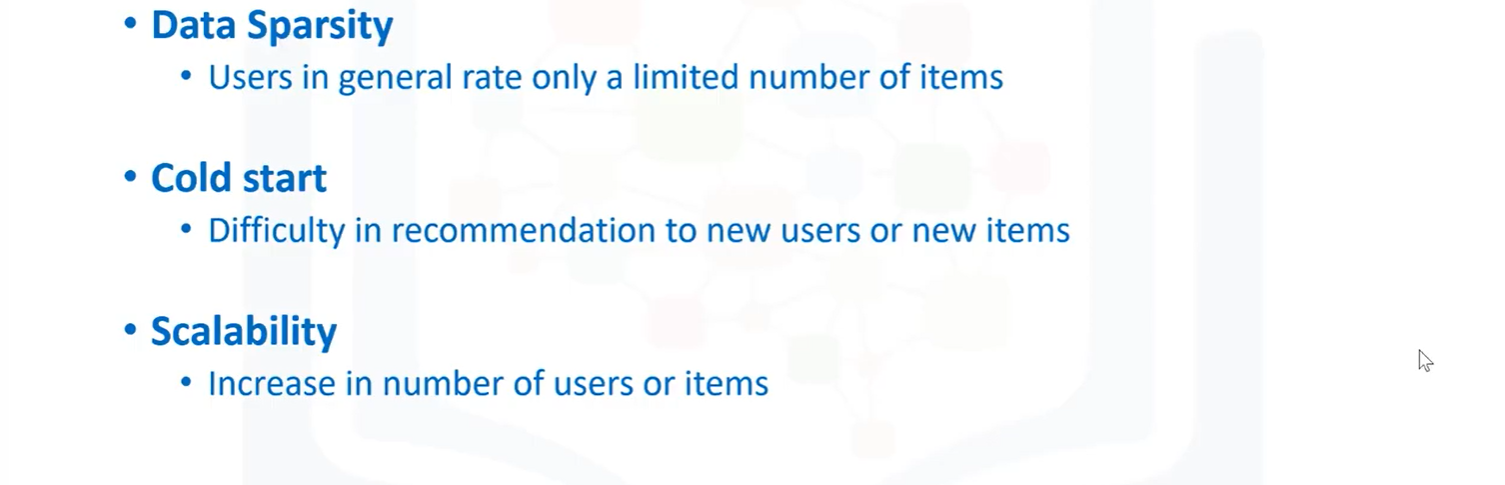 • Data Sparsity
• Users in general rate only a limited number of items
• Cold start
• Difficulty in recommendation to new users or new items
• Scalability
• Increase in number of users or items